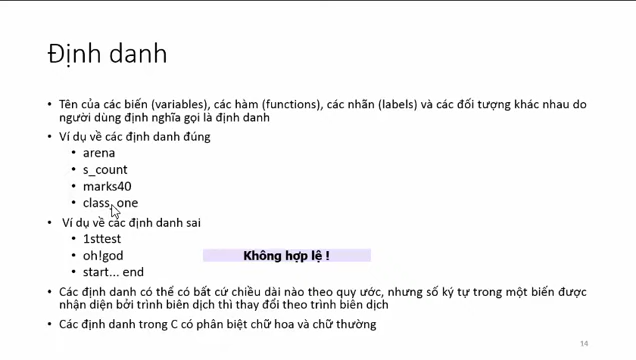 Định danh
• Tên của các biến (variables), các hàm (functions), các nhãn (labels) và các đối tượng khác nhau do
người dùng định nghĩa gọi là định danh
• Ví dụ về các định danh đúng
• arena
• s_count
• marks40
• class_one
• Ví dụ về các định danh sai
• 1sttest
• oh!god
Không hợp lệ !
• start... end
• Các định danh có thể có bất cứ chiều dài nào theo quy ước, nhưng số ký tự trong một biến được
nhận diện bởi trình biên dịch thì thay đổi theo trình biên dịch
• Các định danh trong C có phân biệt chữ hoa và chữ thường
14